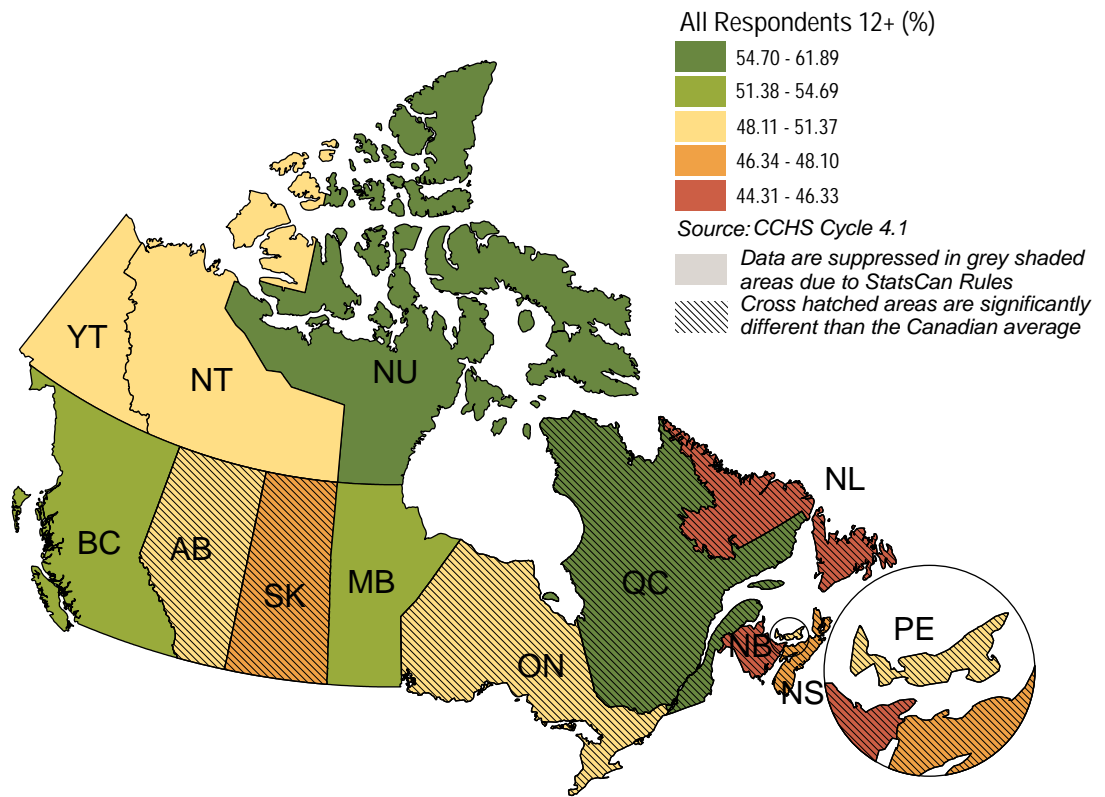 All Respondents 12+ (%)
54.70 - 61.89
51.38 - 54.69
48.11 - 51.37
46.34 - 48.10
44.31 - 46.33
Source: CCHS Cycle 4.1
Data are suppressed in grey shaded
areas due to StatsCan Rules
Cross hatched areas are significantly
different than the Canadian average
YT
NT
NU
NL
BC
AB
SK
MB
QC
ON
NB
NS
PE